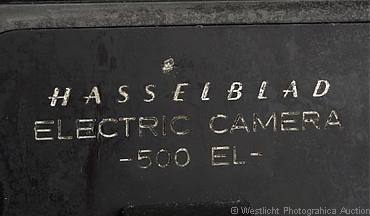 HASSELBLAD
ELECTRIC CAMERA
-500 EL-
© Westlicht Photographica Auction